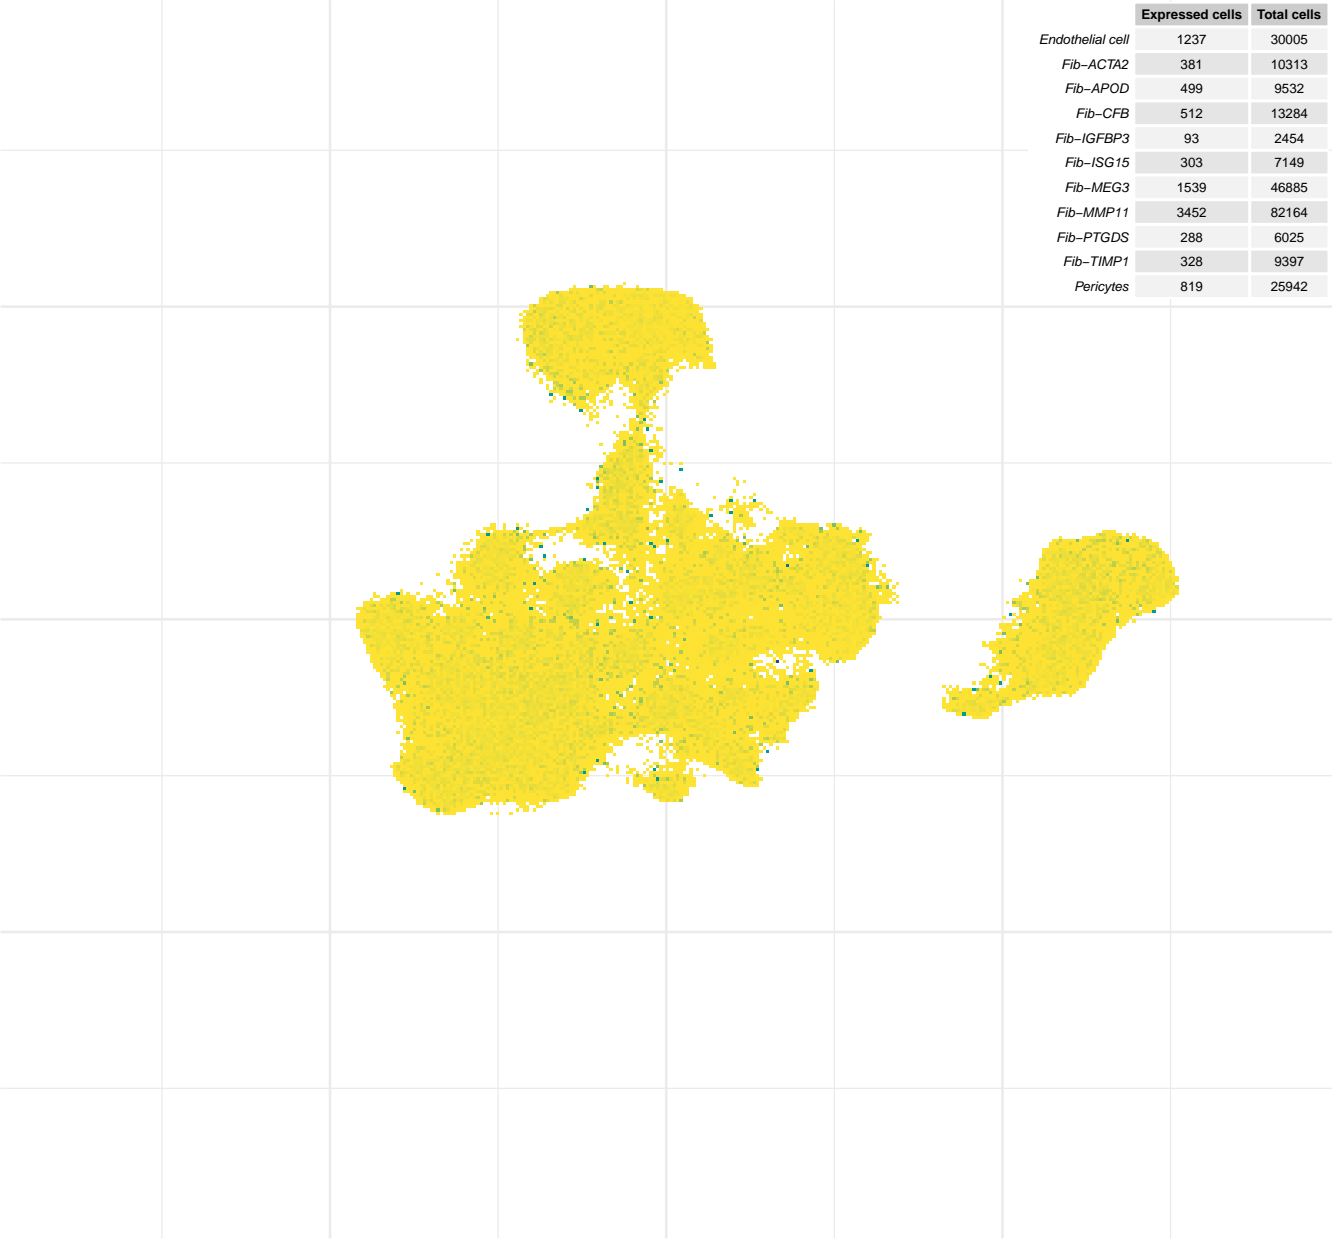 Expressed cells Total cells
Endothelial cell 1237 30005
Fib−ACTA2 381 10313
Fib−APOD 499 9532
Fib−CFB 512 13284
Fib−IGFBP3 93 2454
Fib−ISG15 303 7149
Fib−MEG3 1539 46885
Fib−MMP11 3452 82164
Fib−PTGDS 288 6025
Fib−TIMP1 328 9397
Pericytes 819 25942